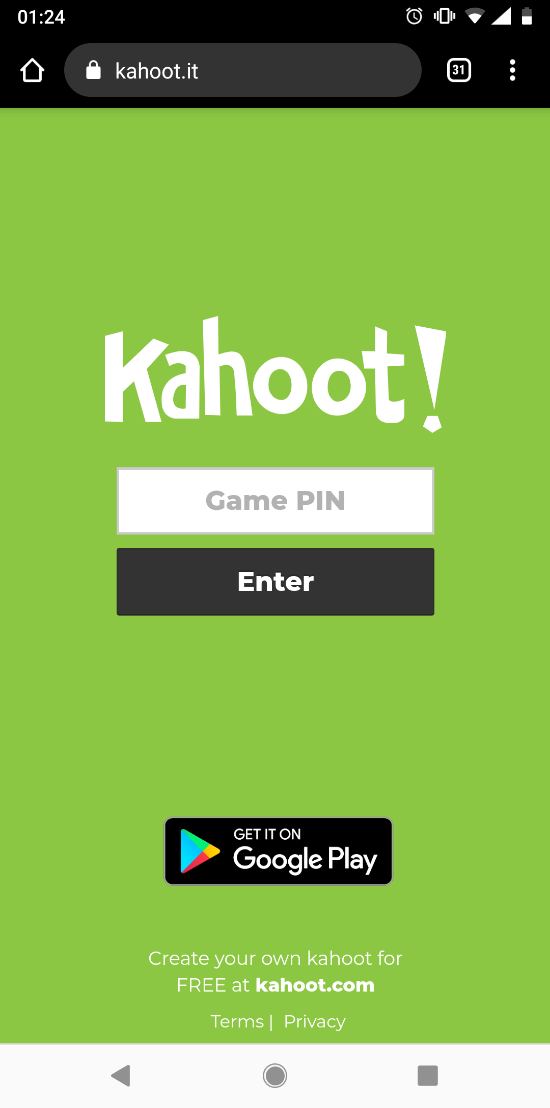 01:24
kahoot.it
31
Kahoot!
Game PIN
Enter
GET IT ON
Google Play
Create your own kahoot for
FREE at kahoot.com
Terms | Privacy